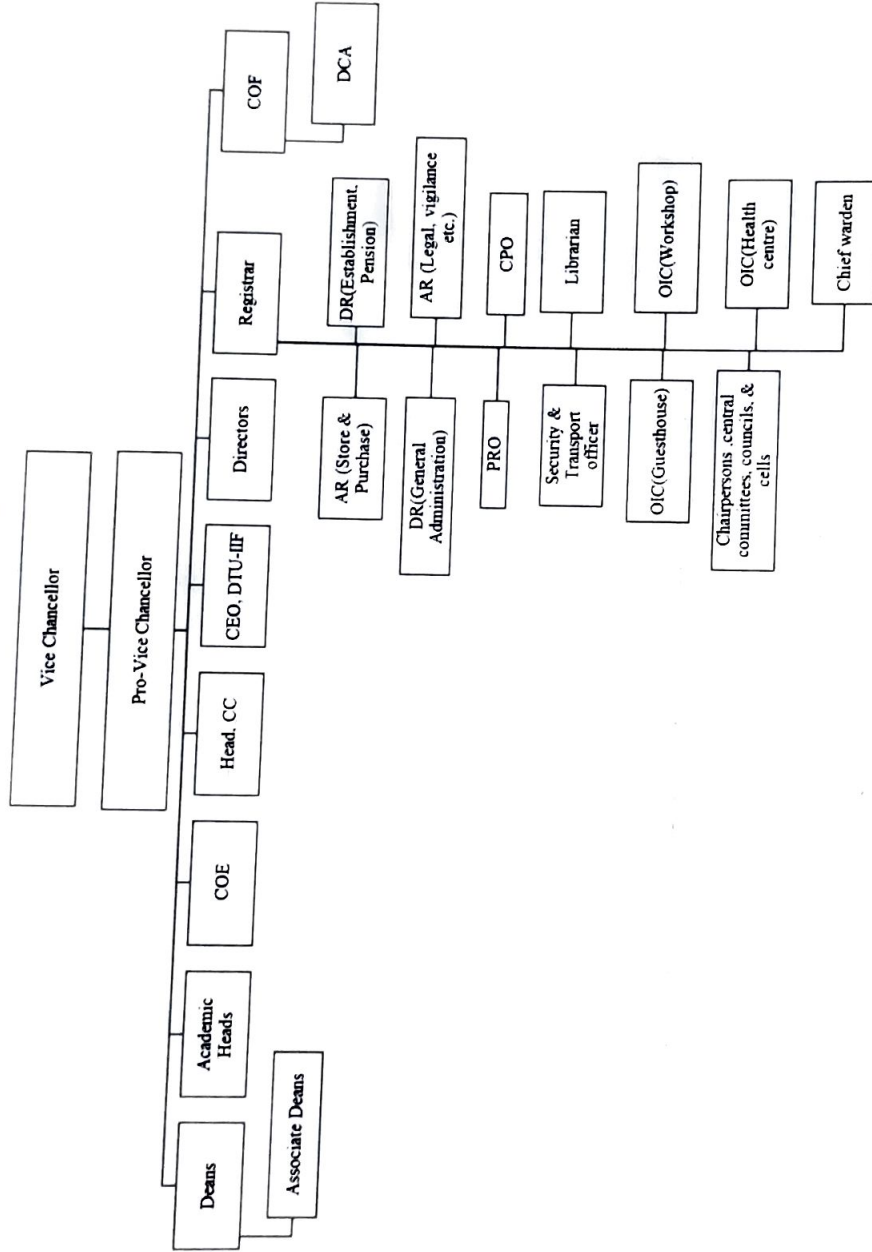 Vice Chancellor
Pro-Vice Chancellor
Deans
Academic
Heads
COE
Head. CC
CEO, DTU-IIF
Directors
Registrar
COF
Associate Deans
DCA
AR (Store &
Purchase)
DR(Establishment.
Pension)
DR(General
Administration)
AR (Legal, vigilance
etc.)
PRO
CPO
Security &
Transport
officer
Librarian
OIC(Guesthouse)
OIC(Workshop)
Chairpersons ,central
committees, councils, &
cells
OIC(Health
centre)
Chief warden